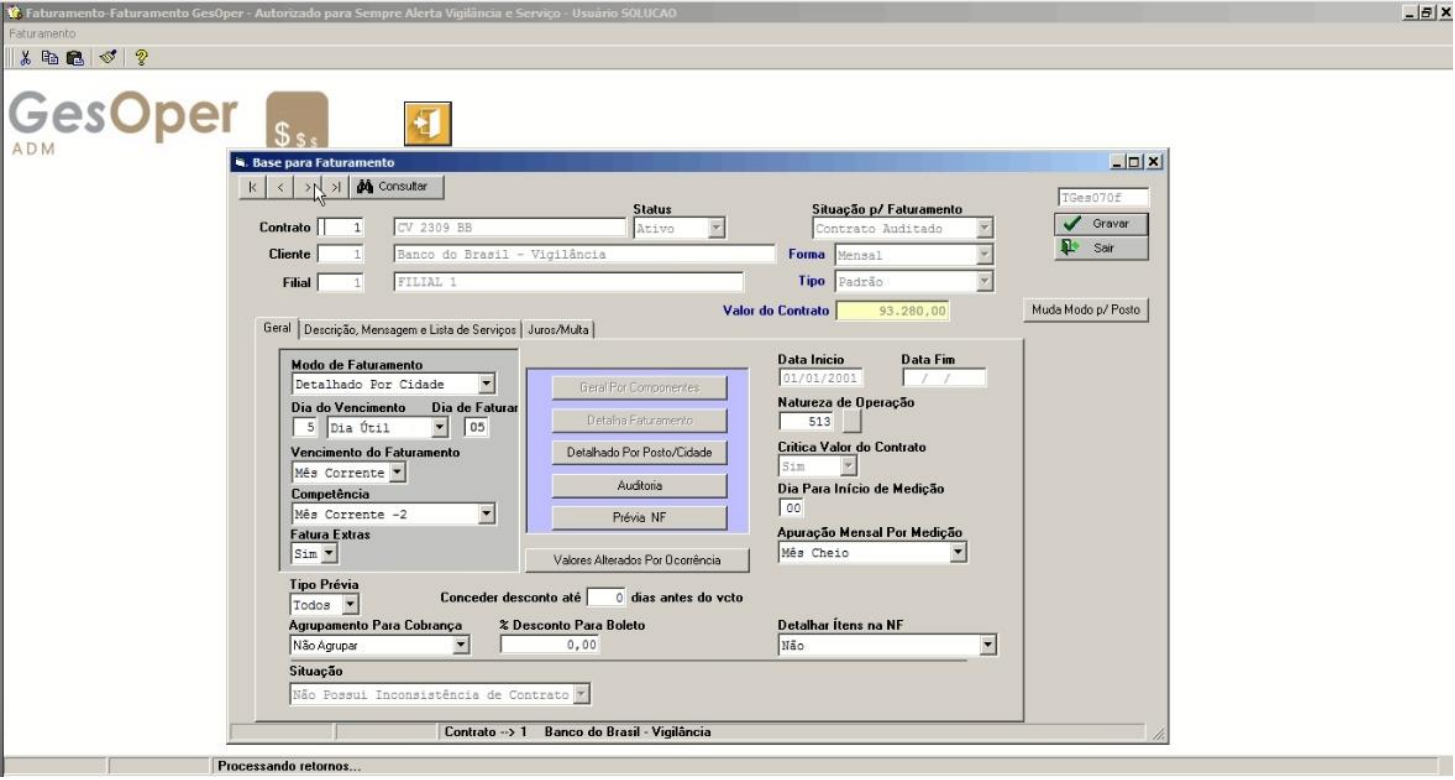 Faturamento-Faturamento GesOper - Autorizado para Sempre Alerta Vigilância e Serviço - Usuário SOLUCAO
Faturamento
GesOper
ADM
$ $ $
Base para Faturamento
Consultar
TGes070f
Status
Situação p/ Faturamento
Contrato 1 CV 2309 BB Ativo Contrato Auditado
Gravar
Cliente 1 Banco do Brasil - Vigilância Forma Mensal
Sair
Filial 1 FILIAL 1 Tipo Padrão
Valor do Contrato 93.280,00
Muda Modo p/ Posto
Geral Descrição, Mensagem e Lista de Serviços Juros/Multa
Modo de Faturamento
Detalhado Por Cidade
Dia do Vencimento Dia de Faturar
5 Dia Útil 05
Vencimento do Faturamento
Mês Corrente
Competência
Mês Corrente -2
Fatura Extras
Sim
Geral Por Componentes
Detalha Faturamento
Detalhado Por Posto/Cidade
Auditoria
Prévia NF
Valores Alterados Por Ocorrência
Data Inicio Data Fim
01/01/2001 / /
Natureza de Operação
513
Critica Valor do Contrato
Sim
Dia Para Início de Medição
00
Apuração Mensal Por Medição
Mês Cheio
Tipo Prévia
Todos
Conceder desconto até 0 dias antes do vcto
Agrupamento Para Cobrança % Desconto Para Boleto Detalhar Ítens na NF
Não Agrupar 0,00 Não
Situação
Não Possui Inconsistência de Contrato
Contrato --> 1 Banco do Brasil - Vigilância
Processando retornos...